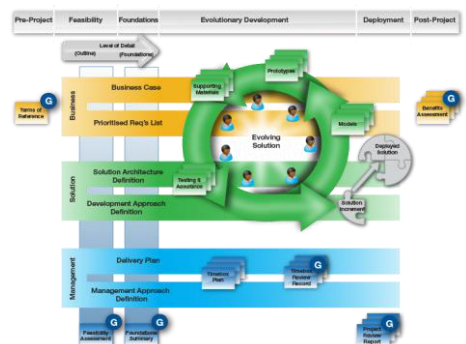 Pre-Project
Feasibility
Foundations
Evolutionary Development
Deployment
Post-Project
Level of Detail
(Outline)
(Foundations)
Business
Business Case
Prioritised Req's List
Terms of
Reference
G
Supporting
Materials
Prototypes
Models
Evolving
Solution
Testing &
Assurance
Benefits
Assessment
G
Deployed
Solution
Solution
Increment
Solution
Solution Architecture
Definition
Development Approach
Definition
Management
Delivery Plan
Management Approach
Definition
Timebox
Plan
Timebox
Review
Record
G
Feasibility
Assessment
G
Foundations
Summary
G
Project
Review
Report
G